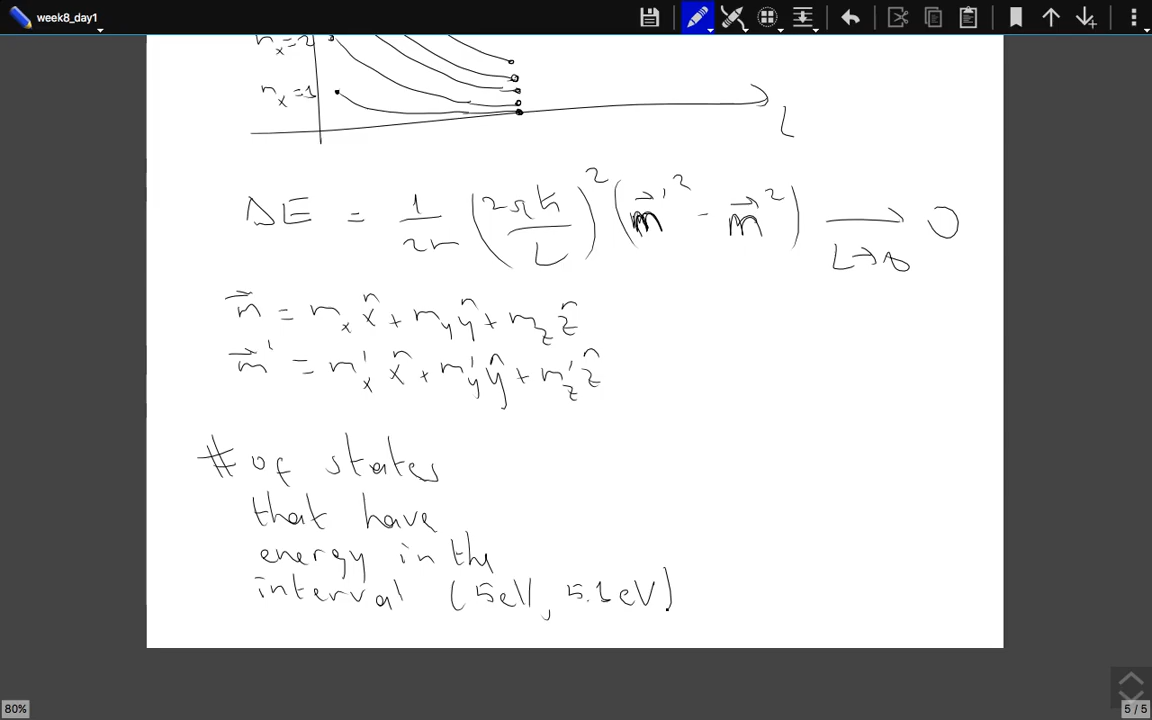 week8_day1
n_x=2
n_x=1
L
ΔE = 1/2m (2πħ/L)² (m⃗'² - m⃗²) ⟶ 0
L→∞
m⃗ = m_x x̂ + m_y ŷ + m_z ẑ
m⃗' = m'_x x̂ + m'_y ŷ + m'_z ẑ
# of states
that have
energy in the
interval (5eV, 5.1eV)
80%
5 / 5